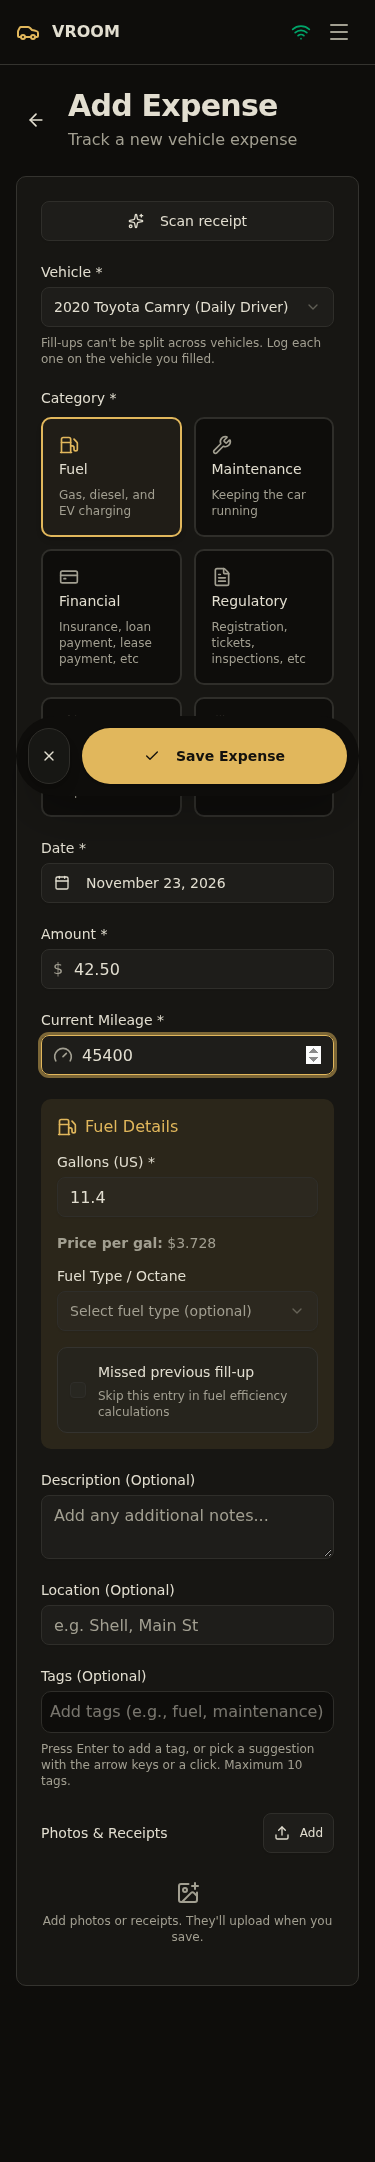 VROOM
Add Expense
Track a new vehicle expense
Scan receipt
Vehicle *
2020 Toyota Camry (Daily Driver)
Fill-ups can't be split across vehicles. Log each
one on the vehicle you filled.
Category *
Fuel
Gas, diesel, and
EV charging
Maintenance
Keeping the car
running
Financial
Insurance, loan
payment, lease
payment, etc
Regulatory
Registration,
tickets,
inspections, etc
Save Expense
Date *
November 23, 2026
Amount *
$ 42.50
Current Mileage *
45400
Fuel Details
Gallons (US) *
11.4
Price per gal: $3.728
Fuel Type / Octane
Select fuel type (optional)
Missed previous fill-up
Skip this entry in fuel efficiency
calculations
Description (Optional)
Add any additional notes...
Location (Optional)
e.g. Shell, Main St
Tags (Optional)
Add tags (e.g., fuel, maintenance)
Press Enter to add a tag, or pick a suggestion
with the arrow keys or a click. Maximum 10
tags.
Photos & Receipts
Add
Add photos or receipts. They'll upload when you
save.